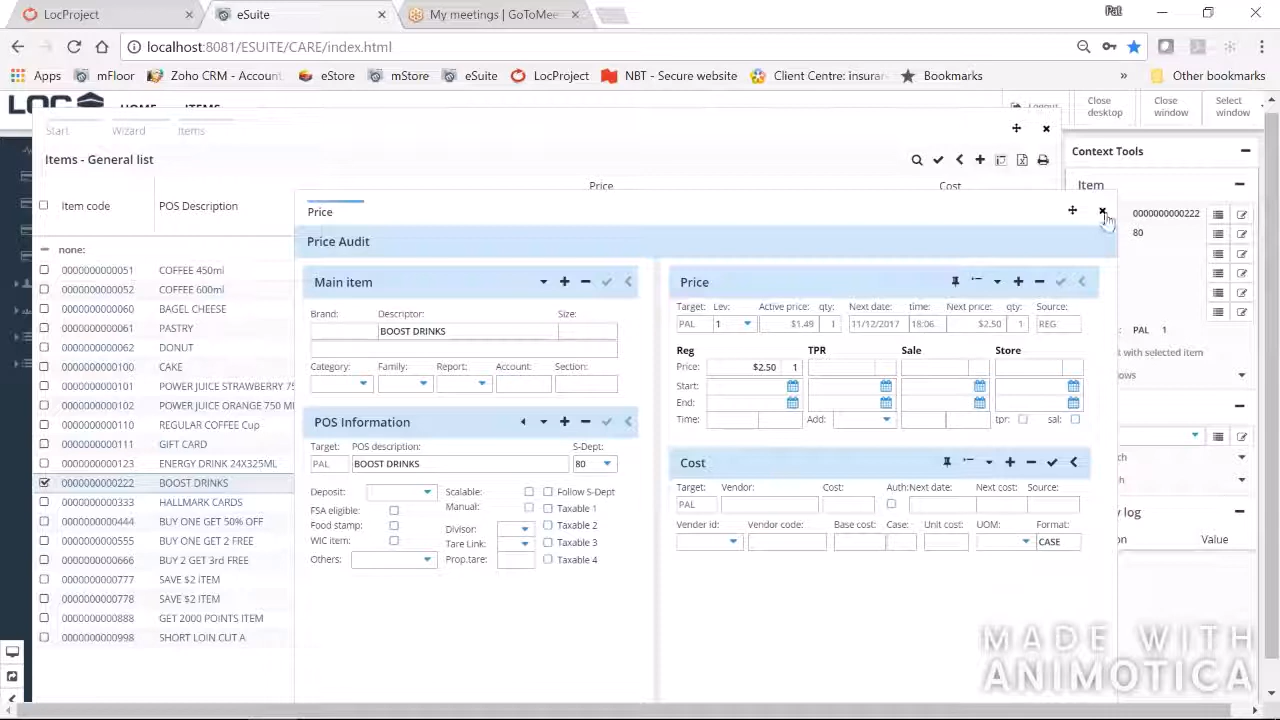 LocProject
eSuite
My meetings | GoToMee
localhost:8081/ESUITE/CARE/index.html
Apps mFloor Zoho CRM - Accoun eStore mStore eSuite LocProject NBT - Secure website Client Centre: insurar Bookmarks » Other bookmarks
LOC HOME ITEMS Logout Close desktop Close window Select window
Start Wizard Items
Context Tools
Items - General list
Item
Price Cost
Item code POS Description
0000000000222
80
none:
0000000000051 COFFEE 450ml
0000000000052 COFFEE 600ml
0000000000060 BAGEL CHEESE
0000000000061 PASTRY
0000000000062 DONUT
0000000000100 CAKE
0000000000101 POWER JUICE STRAWBERRY 75
0000000000102 POWER JUICE ORANGE 750 ML
0000000000110 REGULAR COFFEE Cup
0000000000111 GIFT CARD
0000000000123 ENERGY DRINK 24X325ML
0000000000222 BOOST DRINKS
0000000000333 HALLMARK CARDS
0000000000444 BUY ONE GET 50% OFF
0000000000555 BUY ONE GET 2 FREE
0000000000666 BUY 2 GET 3rd FREE
0000000000777 SAVE $2 iTEM
0000000000778 SAVE $2 ITEM
0000000000888 GET 2000 POINTS ITEM
0000000000998 SHORT LOIN CUT A
Price
Price Audit
Main item
Brand: Descriptor: Size:
BOOST DRINKS
Category: Family: Report: Account: Section:
POS Information
Target: POS description: S-Dept:
PAL BOOST DRINKS 80
Deposit: Scalable: Follow S-Dept
FSA eligible: Manual: Taxable 1
Food stamp: Divisor: Taxable 2
WIC item: Tare Link: Taxable 3
Others: Prop.tare: Taxable 4
Price
Target: Lev: Active price: qty: Next date: time: Next price: qty: Source:
PAL 1 $1.49 1 11/12/2017 18:06 $2.50 1 REG
Reg TPR Sale Store
Price: $2.50 1
Start:
End:
Time: Add: tpr: sal:
Cost
Target: Vendor: Cost: Auth: Next date: Next cost: Source:
PAL
Vender id: Vendor code: Base cost: Case: Unit cost: UOM: Format:
CASE
PAL 1
t with selected item
ows
ch
h
y log
on Value
MADE WITH
ANIMOTICA